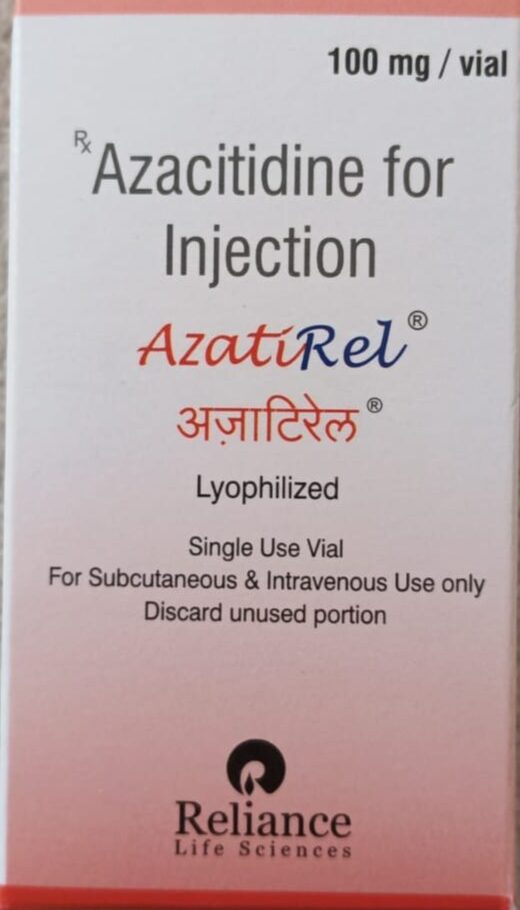 100 mg / vial
Rx Azacitidine for
Injection
AzatiRel®
अज़ाटिरेल®
Lyophilized
Single Use Vial
For Subcutaneous & Intravenous Use only
Discard unused portion
Reliance
Life Sciences